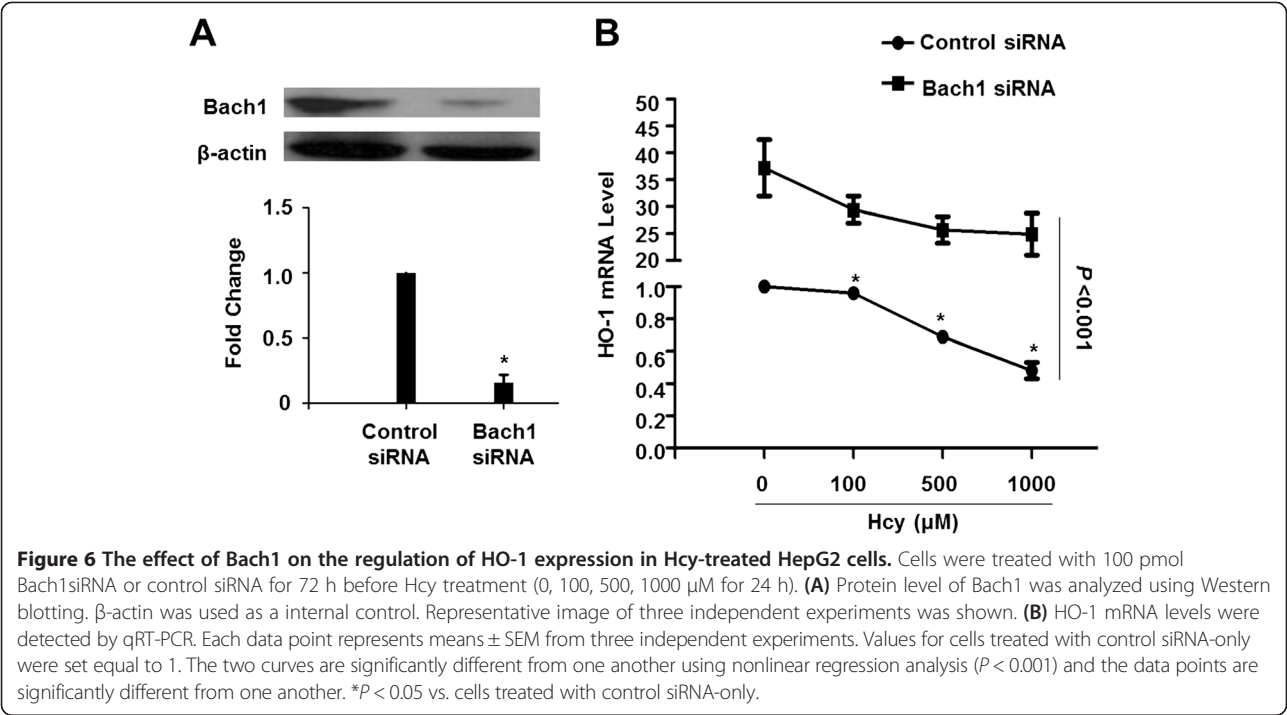 A
Bach1
β-actin
Fold Change
1.5
1.0
0.5
0
*
Control
siRNA
Bach1
siRNA
B
Control siRNA
Bach1 siRNA
HO-1 mRNA Level
50
45
40
35
30
25
20
1.0
0.8
0.6
0.4
0.2
0.0
*
*
*
P <0.001
0 100 500 1000
Hcy (µM)
Figure 6 The effect of Bach1 on the regulation of HO-1 expression in Hcy-treated HepG2 cells. Cells were treated with 100 pmol
Bach1siRNA or control siRNA for 72 h before Hcy treatment (0, 100, 500, 1000 μM for 24 h). (A) Protein level of Bach1 was analyzed using Western
blotting. β-actin was used as a internal control. Representative image of three independent experiments was shown. (B) HO-1 mRNA levels were
detected by qRT-PCR. Each data point represents means ± SEM from three independent experiments. Values for cells treated with control siRNA-only
were set equal to 1. The two curves are significantly different from one another using nonlinear regression analysis (P < 0.001) and the data points are
significantly different from one another. *P < 0.05 vs. cells treated with control siRNA-only.